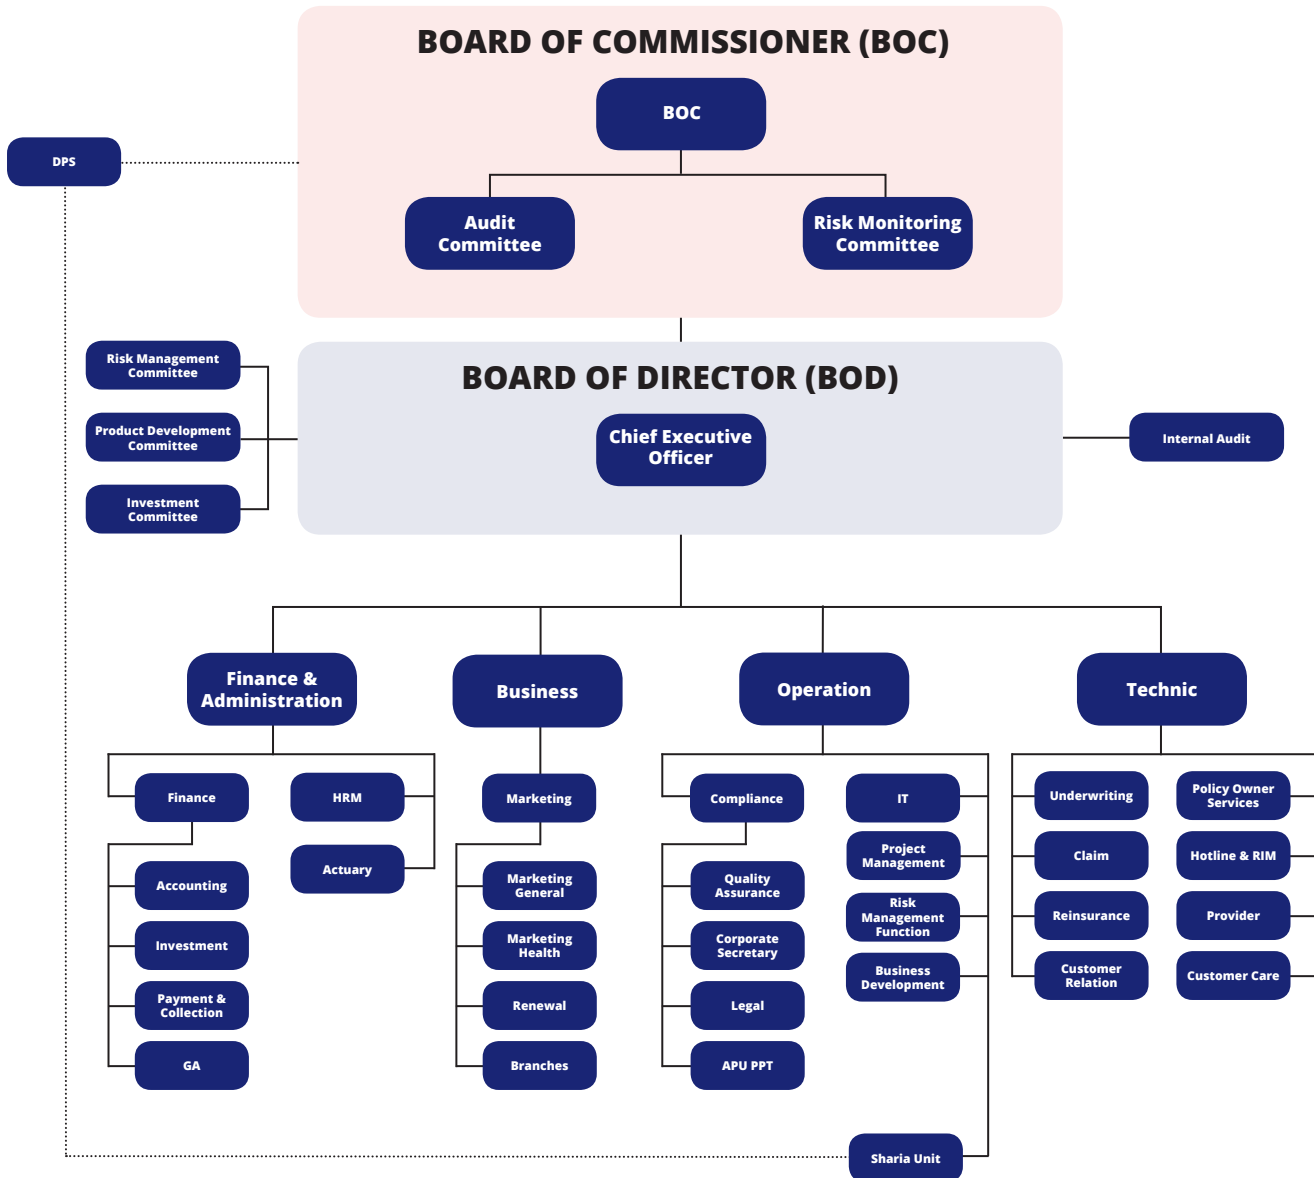 BOARD OF COMMISSIONER (BOC)
BOC
DPS
Audit
Committee
Risk Monitoring
Committee
Risk Management
Committee
Product Development
Committee
Investment
Committee
BOARD OF DIRECTOR (BOD)
Chief Executive
Officer
Internal Audit
Finance &
Administration
Business
Operation
Technic
Finance
Accounting
Investment
Payment &
Collection
GA
HRM
Actuary
Marketing
Marketing
General
Marketing
Health
Renewal
Branches
Compliance
Quality
Assurance
Corporate
Secretary
Legal
APU PPT
IT
Project
Management
Risk
Management
Function
Business
Development
Sharia Unit
Underwriting
Claim
Reinsurance
Customer
Relation
Policy Owner
Services
Hotline & RIM
Provider
Customer Care